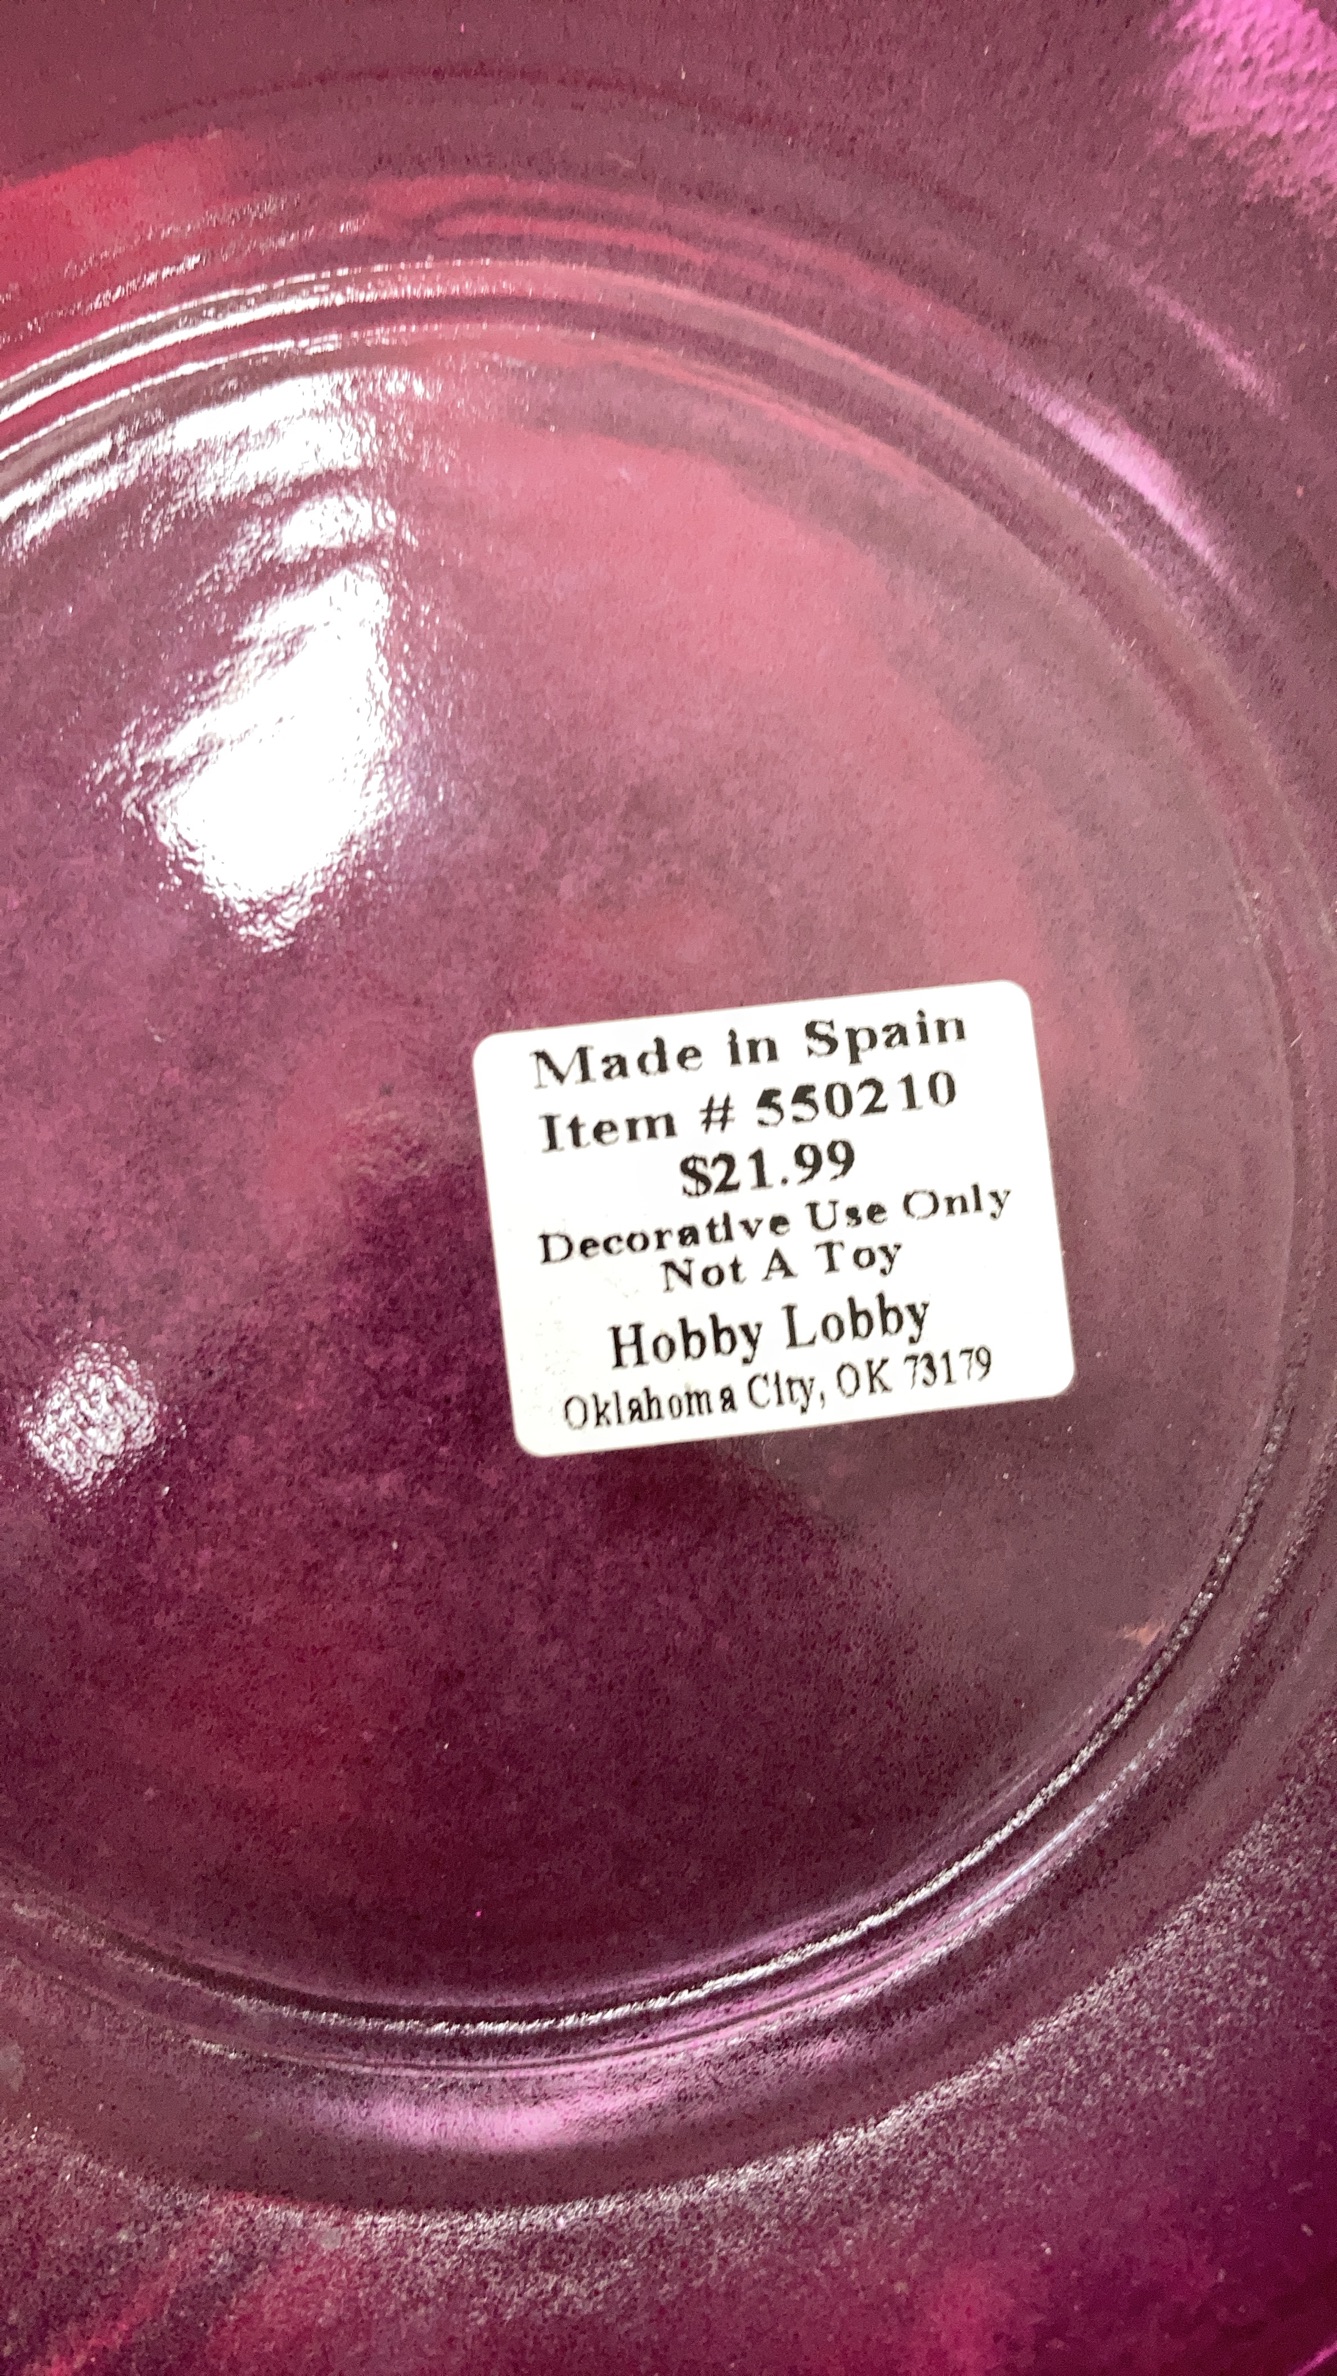 Made in Spain
Item # 550210
$21.99
Decorative Use Only
Not A Toy
Hobby Lobby
Oklahoma City, OK 73179